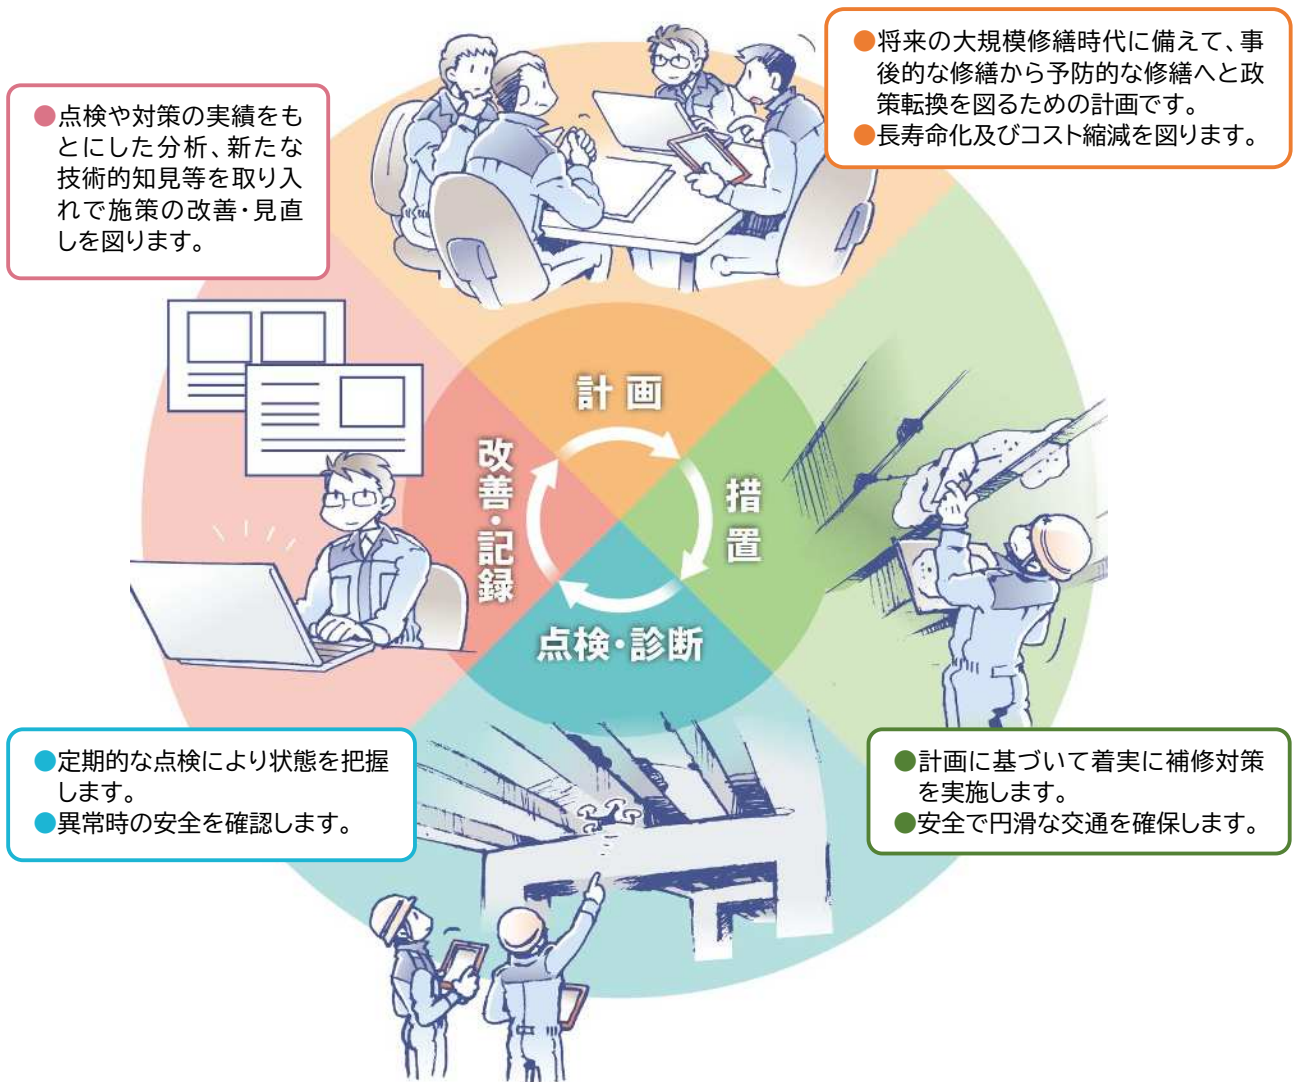 ●将来の大規模修繕時代に備えて、事
後的な修繕から予防的な修繕へと政
策転換を図るための計画です。
●長寿命化及びコスト縮減を図ります。
●点検や対策の実績をも
とにした分析、新たな
技術的知見等を取り入
れで施策の改善・見直
しを図ります。
計画
措置
点検・診断
改善・記録
●定期的な点検により状態を把握
します。
●異常時の安全を確認します。
●計画に基づいて着実に補修対策
を実施します。
●安全で円滑な交通を確保します。